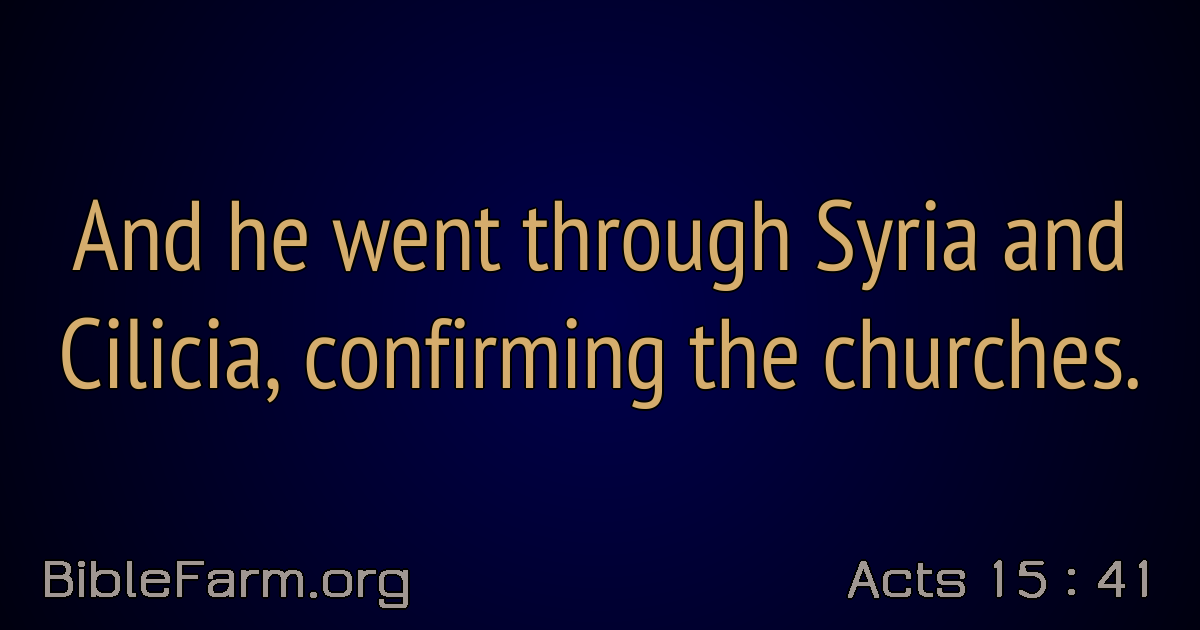 And he went through Syria and
Cilicia, confirming the churches.
BibleFarm.org
Acts 15 : 41